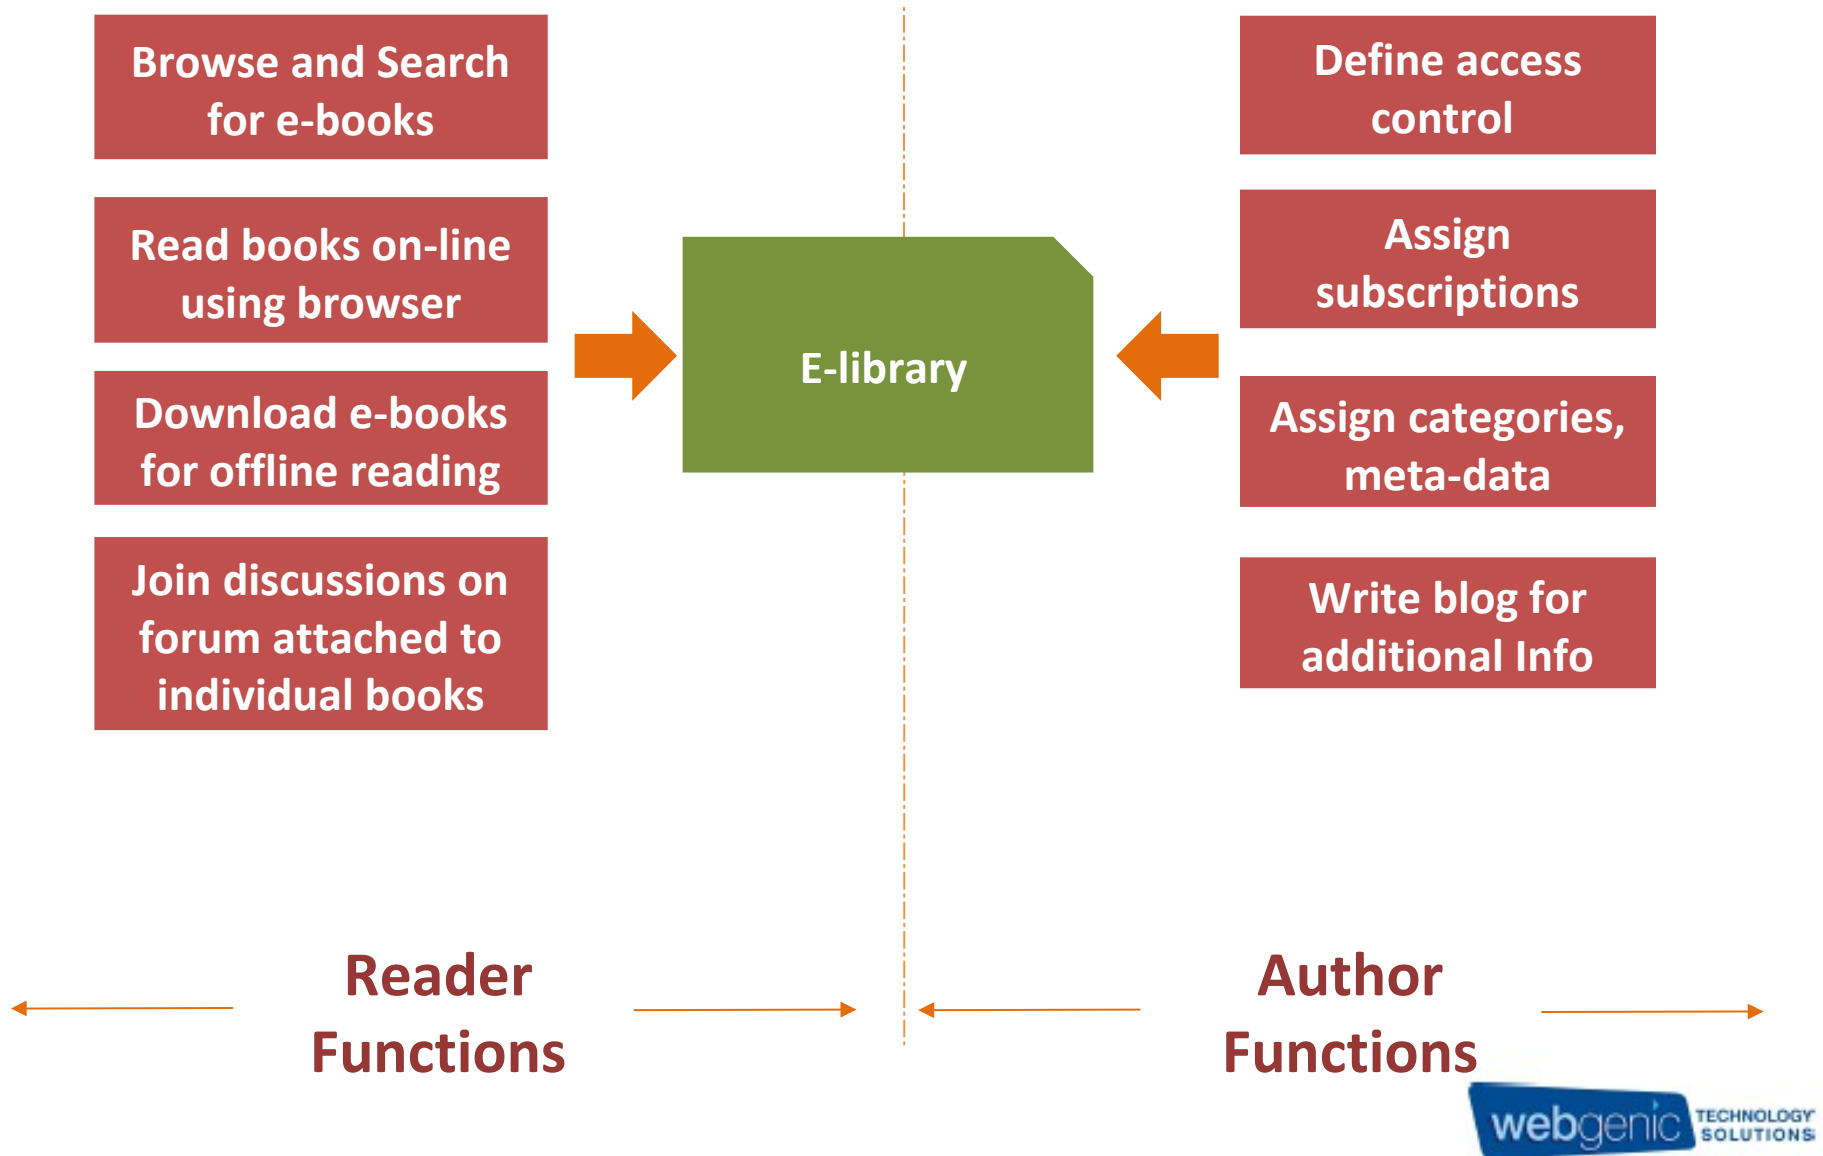 Browse and Search
for e-books
Read books on-line
using browser
Download e-books
for offline reading
Join discussions on
forum attached to
individual books
E-library
Define access
control
Assign
subscriptions
Assign categories,
meta-data
Write blog for
additional Info
Reader
Functions
Author
Functions
webgenic TECHNOLOGY
SOLUTIONS